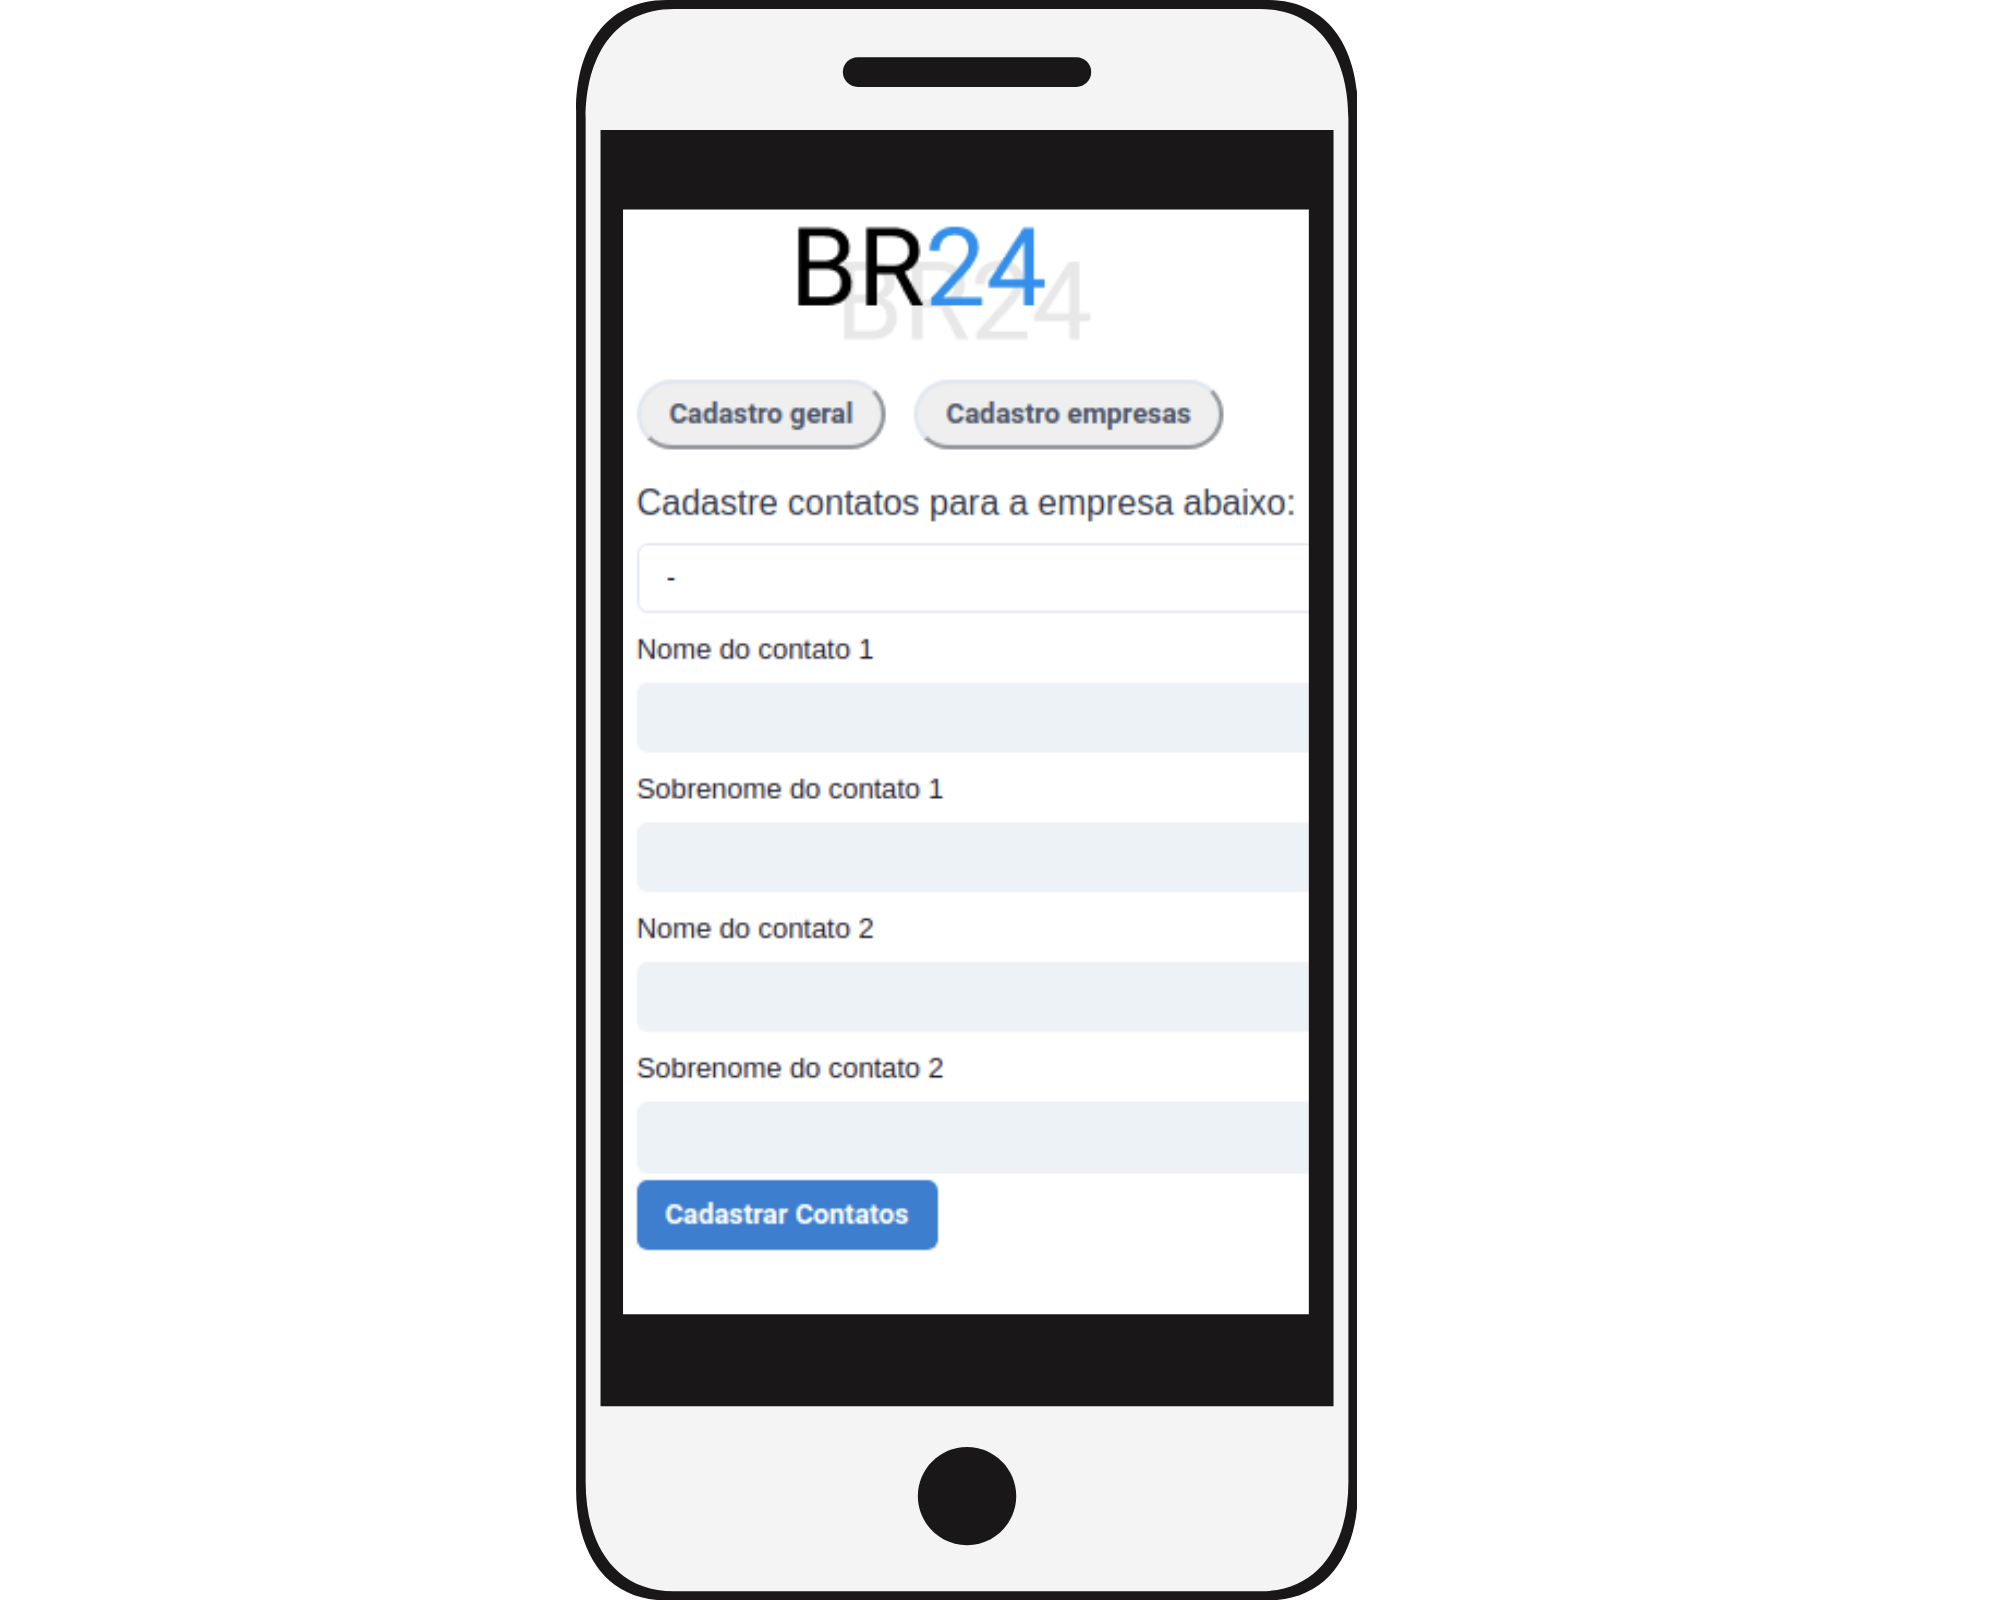 BR24
BR24
Cadastro geral
Cadastro empresas
Cadastre contatos para a empresa abaixo:
-
Nome do contato 1
Sobrenome do contato 1
Nome do contato 2
Sobrenome do contato 2
Cadastrar Contatos